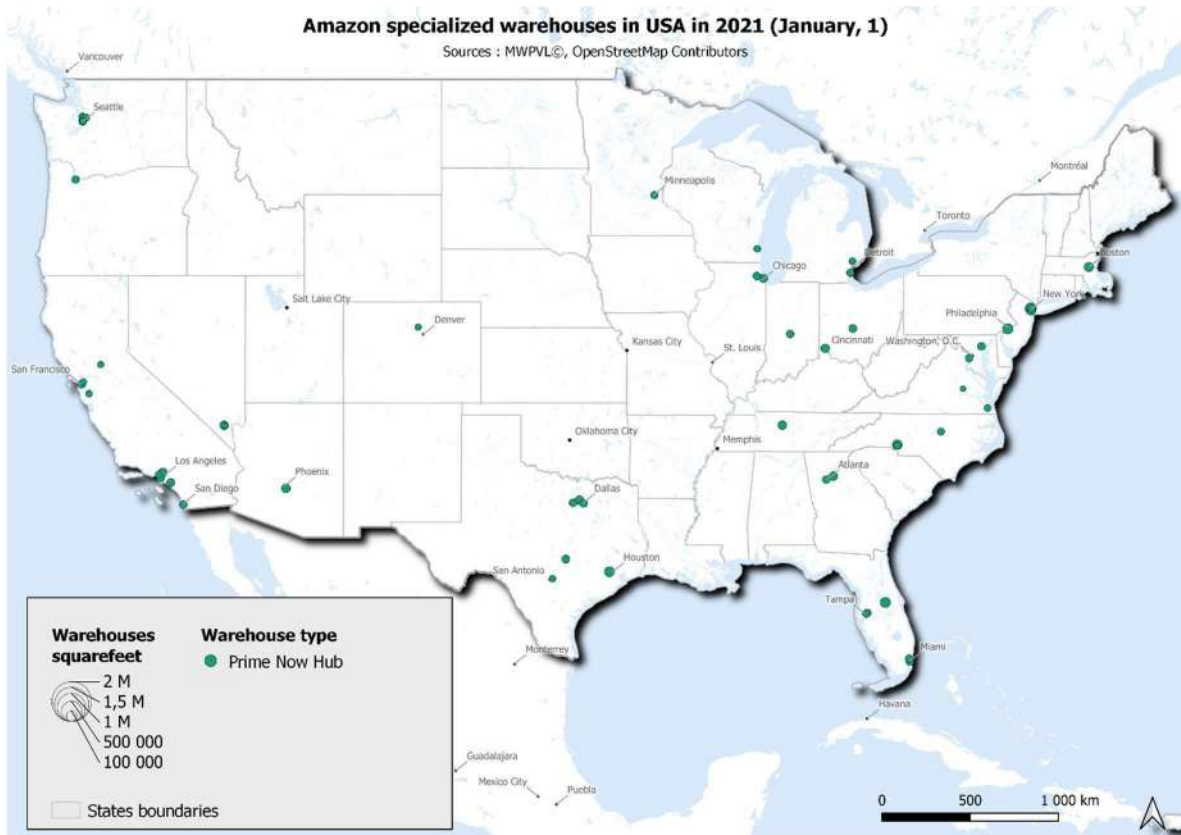 Amazon specialized warehouses in USA in 2021 (January, 1)
Sources : MWPVL©, OpenStreetMap Contributors
Vancouver
Seattle
Minneapolis
Montréal
Toronto
Boston
Detroit
Chicago
New York
Philadelphia
Salt Lake City
Denver
Kansas City
St. Louis
Cincinnati
Washington, D.C.
San Francisco
Oklahoma City
Memphis
Los Angeles
Phoenix
San Diego
Atlanta
Dallas
San Antonio
Houston
Tampa
Miami
Monterrey
Havana
Guadalajara
Mexico City
Puebla
Warehouses
squarefeet
2 M
1,5 M
1 M
500 000
100 000
Warehouse type
Prime Now Hub
States boundaries
0 500 1 000 km